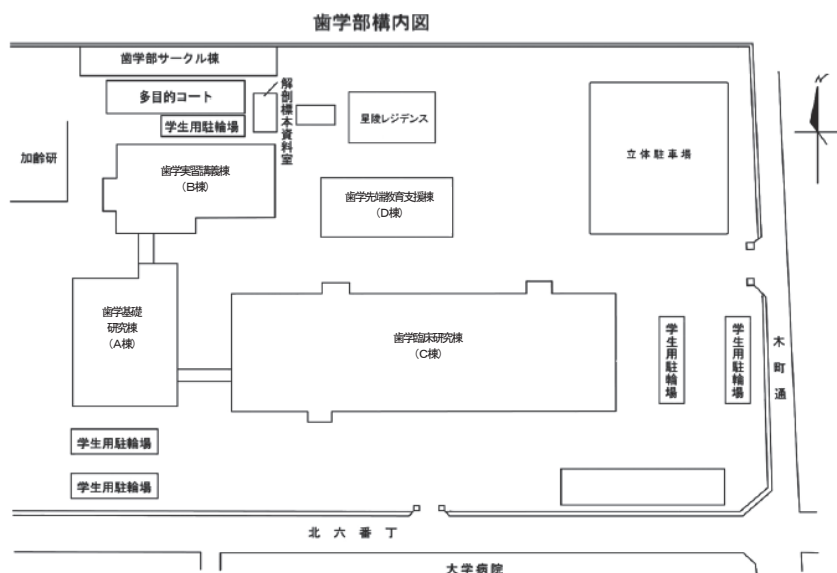 歯学部構内図
歯学部サークル棟
多目的コート
解剖標本資料室
学生用駐輪場
星陵レジデンス
加齢研
立体駐車場
N
歯学実習講義棟
(B棟)
歯学先端教育支援棟
(D棟)
歯学基礎
研究棟
(A棟)
歯学臨床研究棟
(C棟)
学生用駐輪場
学生用駐輪場
木町通
学生用駐輪場
学生用駐輪場
北六番丁
大学病院